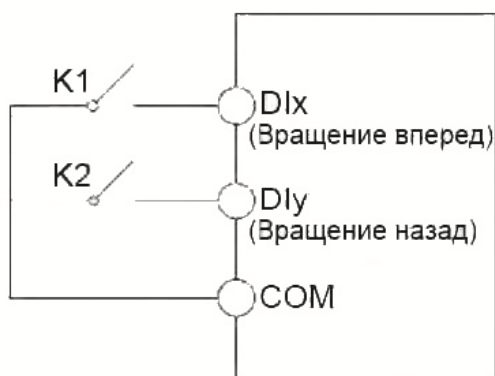 K1
DIx
(Вращение вперед)
K2
DIy
(Вращение назад)
COM